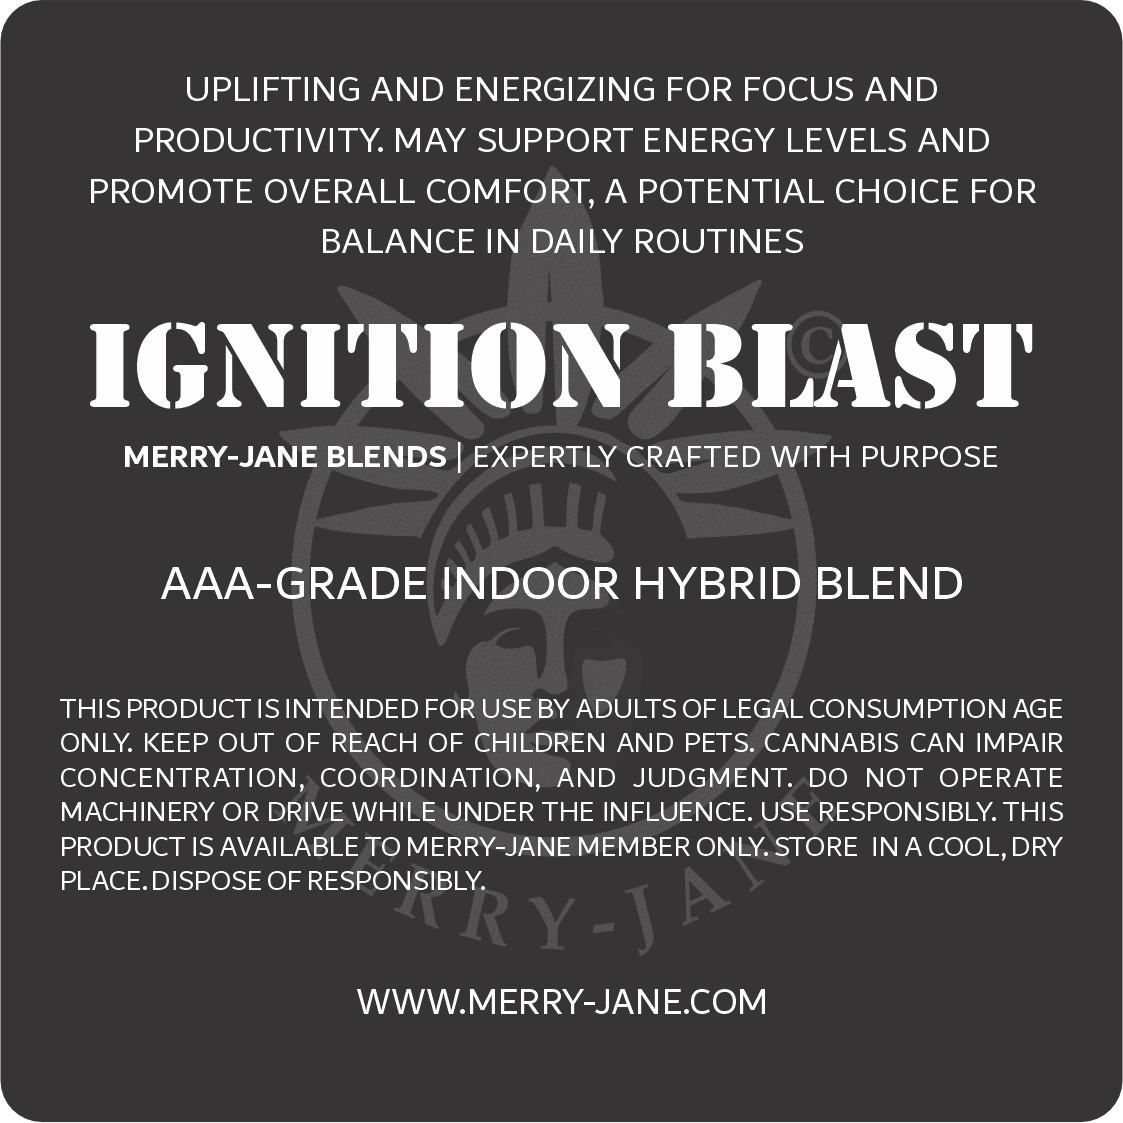 UPLIFTING AND ENERGIZING FOR FOCUS AND
PRODUCTIVITY. MAY SUPPORT ENERGY LEVELS AND
PROMOTE OVERALL COMFORT, A POTENTIAL CHOICE FOR
BALANCE IN DAILY ROUTINES
©
IGNITION BLAST
MERRY-JANE BLENDS | EXPERTLY CRAFTED WITH PURPOSE
AAA-GRADE INDOOR HYBRID BLEND
THIS PRODUCT IS INTENDED FOR USE BY ADULTS OF LEGAL CONSUMPTION AGE
ONLY. KEEP OUT OF REACH OF CHILDREN AND PETS. CANNABIS CAN IMPAIR
CONCENTRATION, COORDINATION, AND JUDGMENT. DO NOT OPERATE
MACHINERY OR DRIVE WHILE UNDER THE INFLUENCE. USE RESPONSIBLY. THIS
PRODUCT IS AVAILABLE TO MERRY-JANE MEMBER ONLY. STORE IN A COOL, DRY
PLACE. DISPOSE OF RESPONSIBLY.
MERRY-JANE
WWW.MERRY-JANE.COM